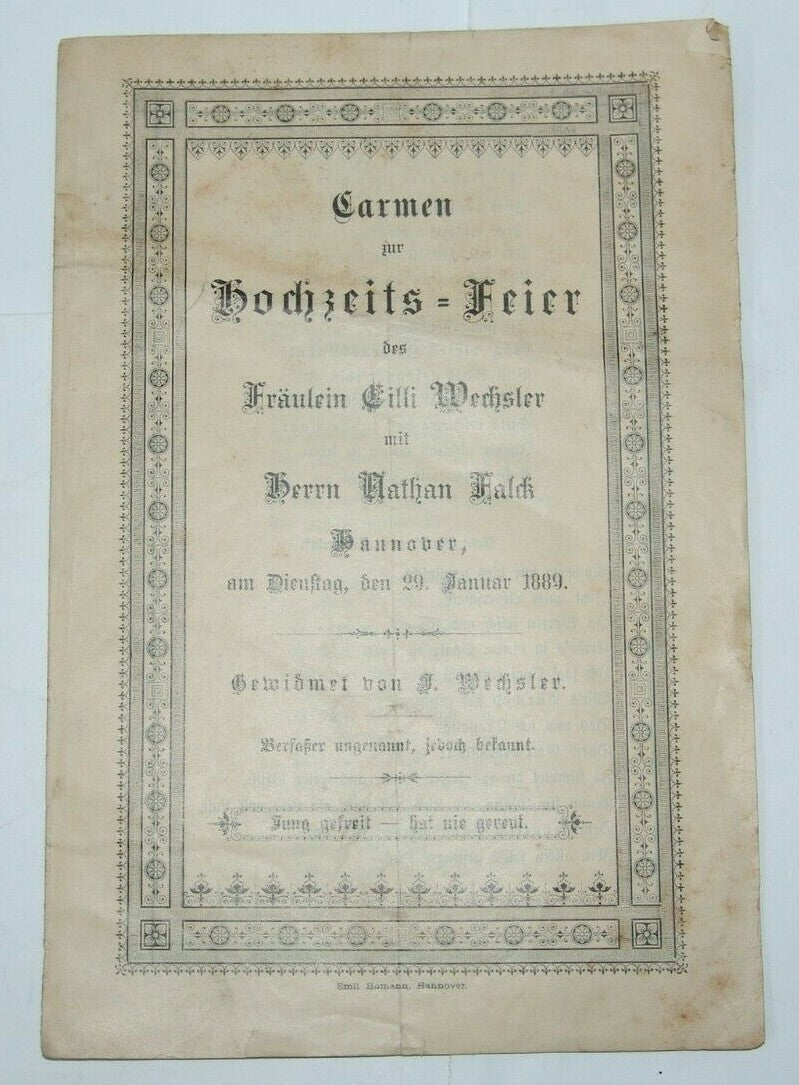 Carmen
zur
Hochzeits-Feier
des
Fräulein Cilli Wechsler
mit
Herrn Nathan Falck
Hannover,
am Dienstag, den 29. Januar 1889.
Gewidmet von J. Wechsler.
Verfasser ungenannt, jedoch bekannt.
Jung gefreit — hat nie gereut.
Emil Homann, Hannover.